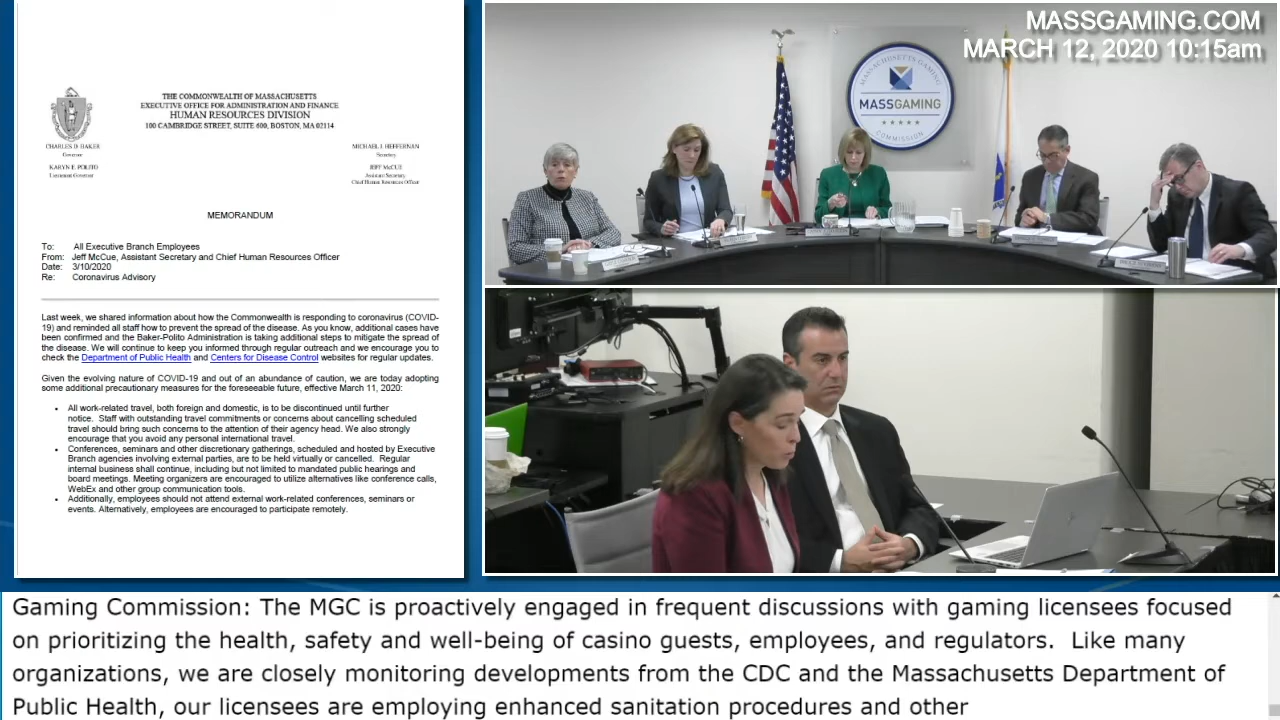 MASSGAMING.COM
MARCH 12, 2020 10:15am
THE COMMONWEALTH OF MASSACHUSETTS
EXECUTIVE OFFICE FOR ADMINISTRATION AND FINANCE
HUMAN RESOURCES DIVISION
100 CAMBRIDGE STREET, SUITE 600, BOSTON, MA 02114
CHARLES D. BAKER
Governor
KARYN E. POLITO
Lieutenant Governor
MICHAEL J. HEFFERNAN
Secretary
JEFF McCUE
Assistant Secretary
Chief Human Resources Officer
MEMORANDUM
To: All Executive Branch Employees
From: Jeff McCue, Assistant Secretary and Chief Human Resources Officer
Date: 3/10/2020
Re: Coronavirus Advisory
Last week, we shared information about how the Commonwealth is responding to coronavirus (COVID-
19) and reminded all staff how to prevent the spread of the disease. As you know, additional cases have
been confirmed and the Baker-Polito Administration is taking additional steps to mitigate the spread of
the disease. We will continue to keep you informed through regular outreach and we encourage you to
check the Department of Public Health and Centers for Disease Control websites for regular updates.
Given the evolving nature of COVID-19 and out of an abundance of caution, we are today adopting
some additional precautionary measures for the foreseeable future, effective March 11, 2020:
• All work-related travel, both foreign and domestic, is to be discontinued until further
notice. Staff with outstanding travel commitments or concerns about cancelling scheduled
travel should bring such concerns to the attention of their agency head. We also strongly
encourage that you avoid any personal international travel.
• Conferences, seminars and other discretionary gatherings, scheduled and hosted by Executive
Branch agencies involving external parties, are to be held virtually or cancelled. Regular
internal business shall continue, including but not limited to mandated public hearings and
board meetings. Meeting organizers are encouraged to utilize alternatives like conference calls,
WebEx and other group communication tools.
• Additionally, employees should not attend external work-related conferences, seminars or
events. Alternatively, employees are encouraged to participate remotely.
MASSACHUSETTS GAMING
MASSGAMING
COMMISSION
Gaming Commission: The MGC is proactively engaged in frequent discussions with gaming licensees focused
on prioritizing the health, safety and well-being of casino guests, employees, and regulators. Like many
organizations, we are closely monitoring developments from the CDC and the Massachusetts Department of
Public Health, our licensees are employing enhanced sanitation procedures and other